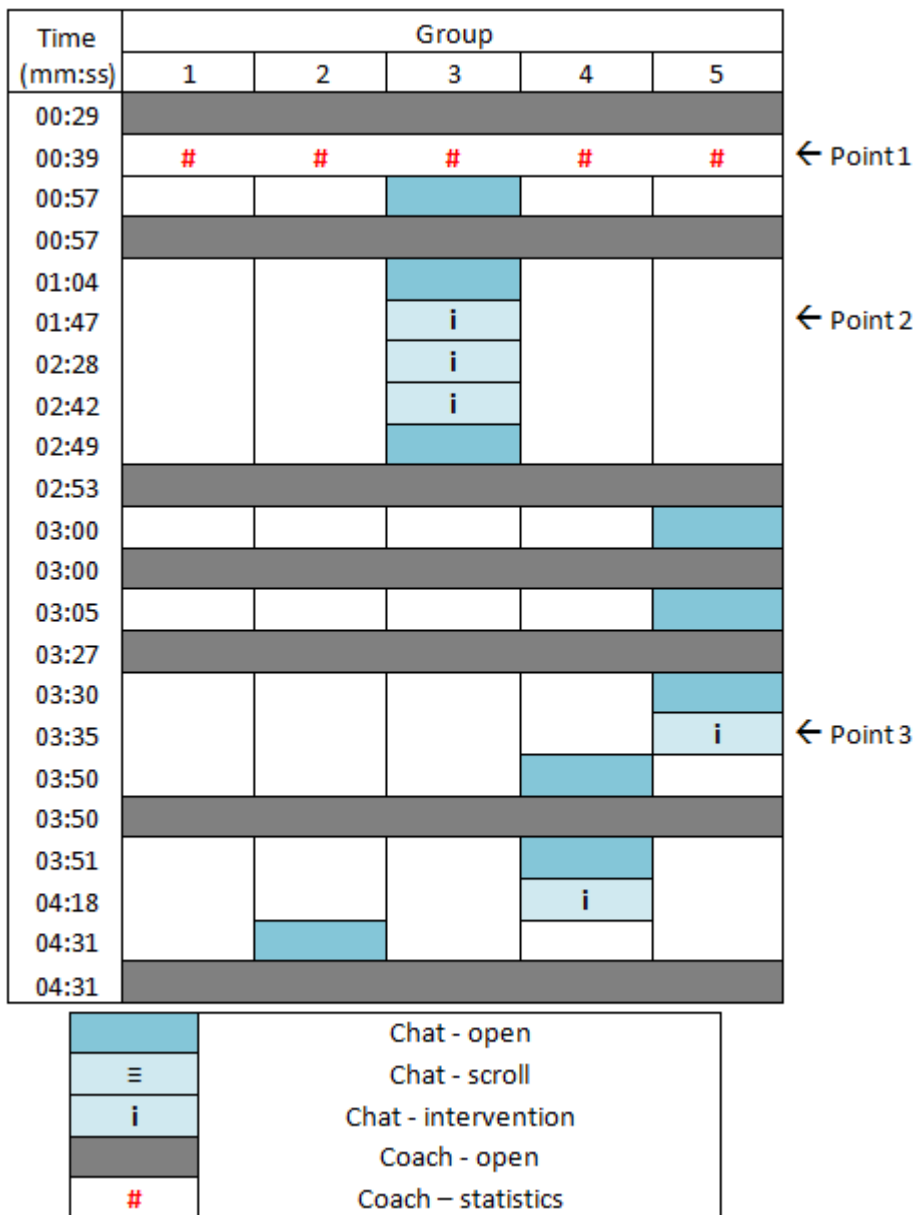 Time Group
(mm:ss) 1 2 3 4 5
00:29
00:39 # # # # # ← Point 1
00:57
00:57
01:04
01:47 i ← Point 2
02:28 i
02:42 i
02:49
02:53
03:00
03:00
03:05
03:27
03:30
03:35 i ← Point 3
03:50
03:50
03:51
04:18 i
04:31
04:31
Chat - open
≡ Chat - scroll
i Chat - intervention
Coach - open
# Coach – statistics